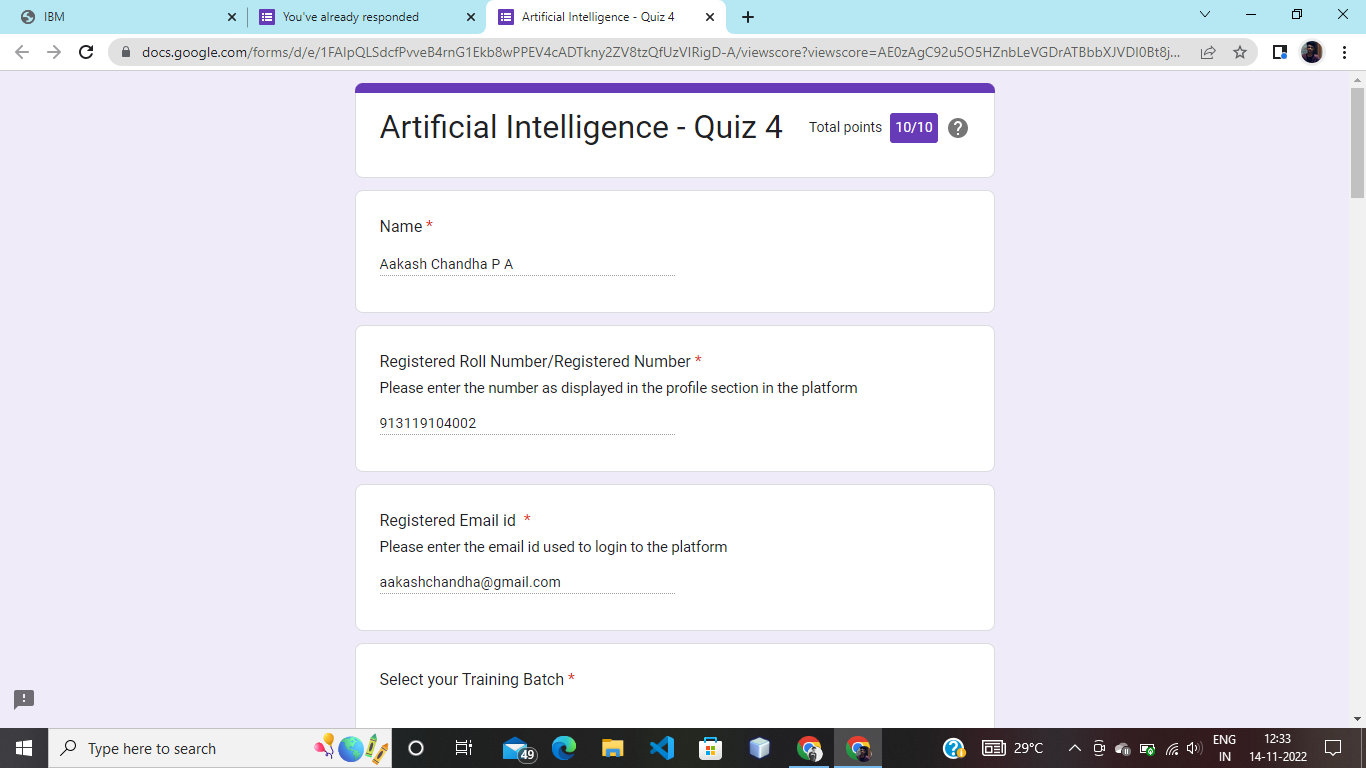 IBM
You've already responded
Artificial Intelligence - Quiz 4
docs.google.com/forms/d/e/1FAIpQLSdcfPvveB4rnG1Ekb8wPPEV4cADTkny2ZV8tzQfUzVIRigD-A/viewscore?viewscore=AE0zAgC92u5O5HZnbLeVGDrATBbbXJVDI0Bt8j...
Artificial Intelligence - Quiz 4
Total points 10/10
Name *
Aakash Chandha P A
Registered Roll Number/Registered Number *
Please enter the number as displayed in the profile section in the platform
913119104002
Registered Email id *
Please enter the email id used to login to the platform
aakashchandha@gmail.com
Select your Training Batch *
Type here to search
49
29°C
ENG
IN
12:33
14-11-2022